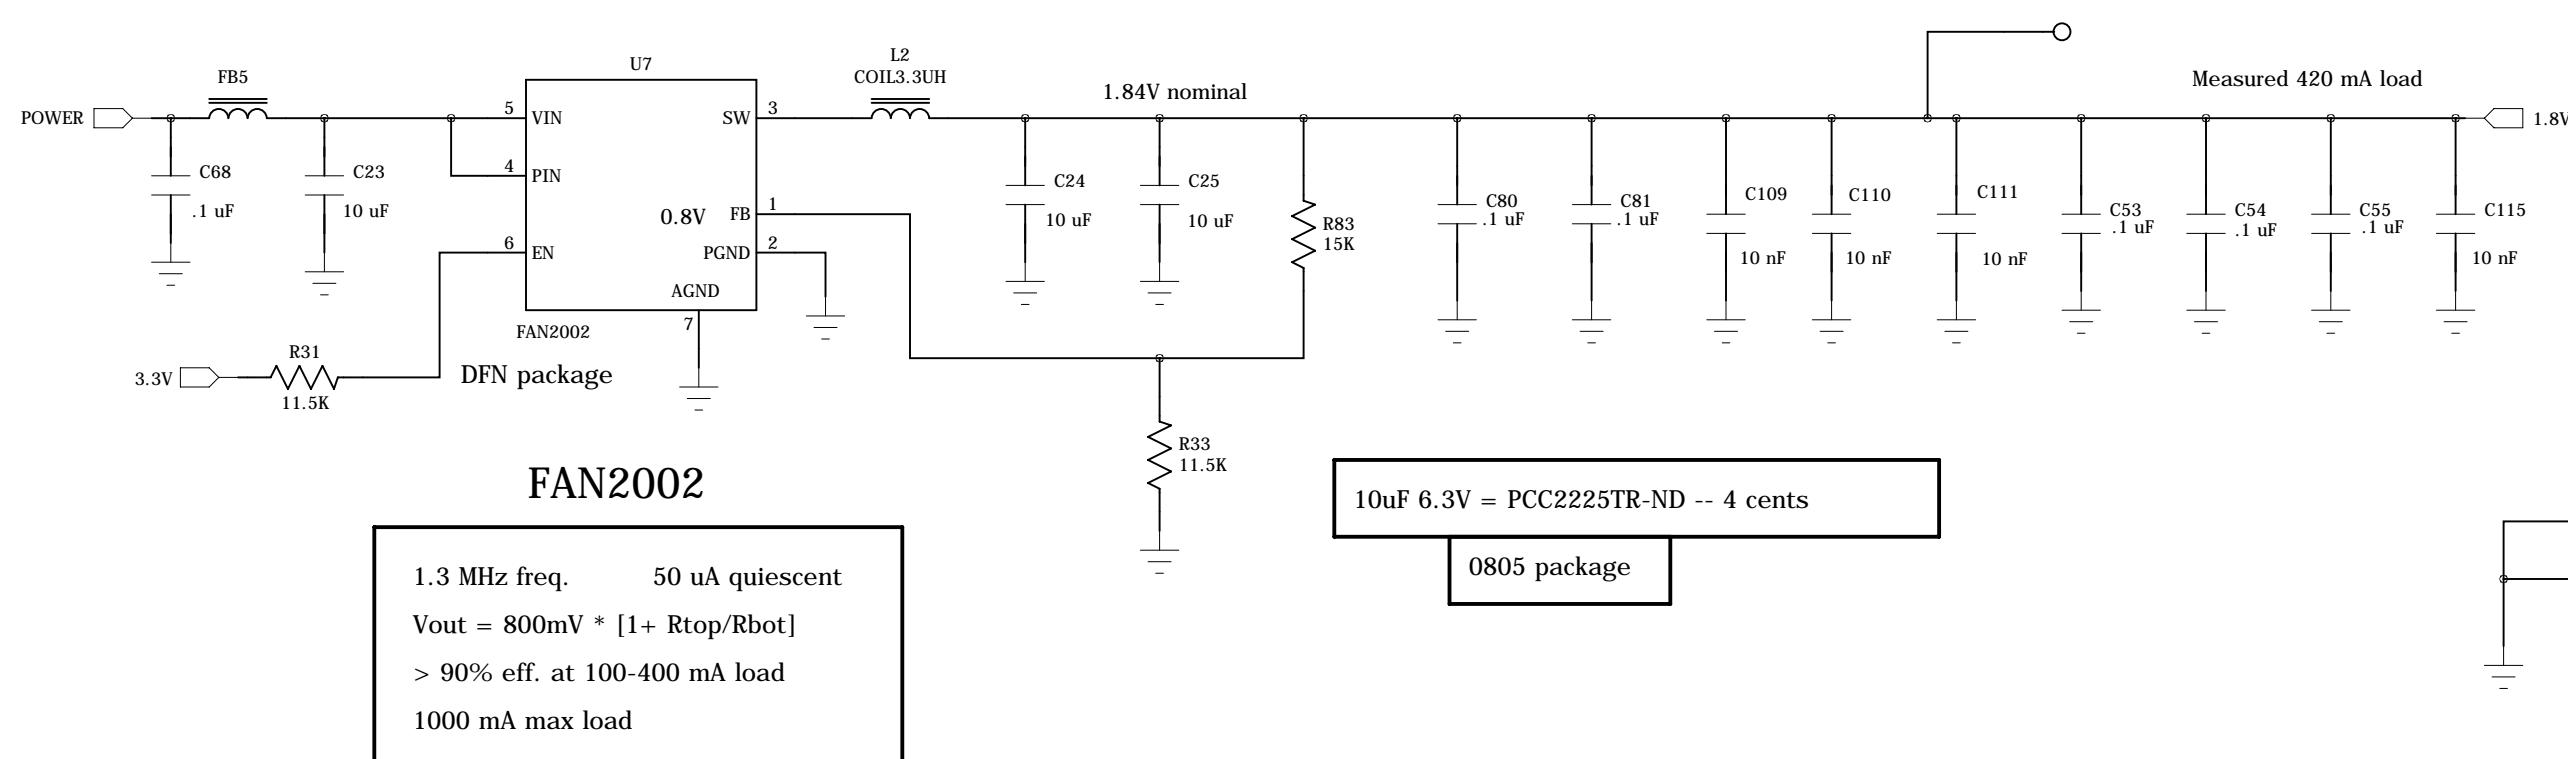 POWER
FB5
C68
.1 uF
C23
10 uF
3.3V
R31
11.5K
U7
5
VIN
4
PIN
6
EN
SW
3
0.8V
FB
1
PGND
2
AGND
7
FAN2002
DFN package
L2
COIL3.3UH
1.84V nominal
C24
10 uF
C25
10 uF
R83
15K
R33
11.5K
C80
.1 uF
C81
.1 uF
C109
10 nF
C110
10 nF
C111
10 nF
C53
.1 uF
C54
.1 uF
C55
.1 uF
C115
10 nF
Measured 420 mA load
1.8V
FAN2002
1.3 MHz freq. 50 uA quiescent
Vout = 800mV * [1+ Rtop/Rbot]
> 90% eff. at 100-400 mA load
1000 mA max load
10uF 6.3V = PCC2225TR-ND -- 4 cents
0805 package